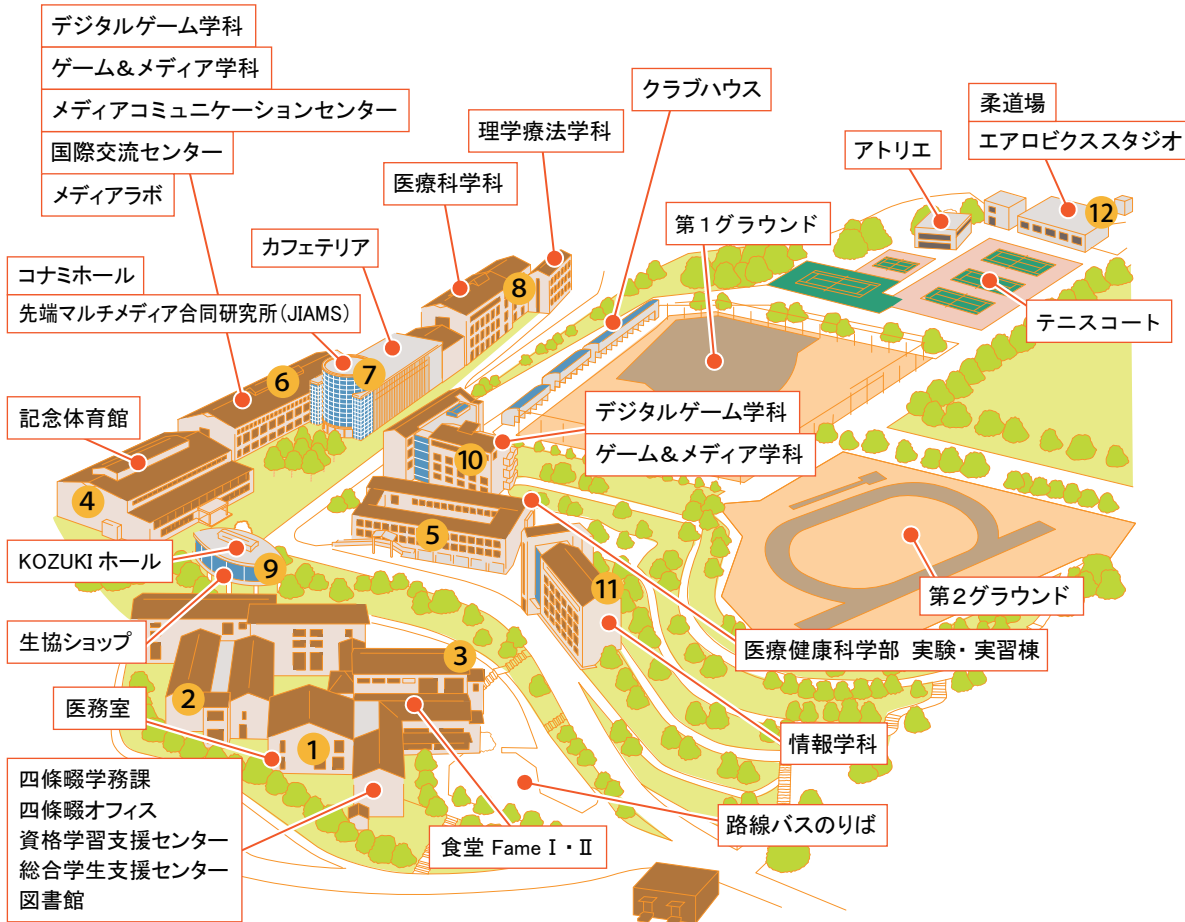 デジタルゲーム学科
ゲーム&メディア学科
メディアコミュニケーションセンター
国際交流センター
メディアラボ
コナミホール
先端マルチメディア合同研究所(JIAMS)
カフェテリア
医療科学科
理学療法学科
クラブハウス
第1グラウンド
アトリエ
柔道場
エアロビクススタジオ
12
テニスコート
8
7
6
記念体育館
4
デジタルゲーム学科
ゲーム&メディア学科
10
5
KOZUKI ホール
9
生協ショップ
11
第2グラウンド
医療健康科学部 実験・実習棟
3
2
医務室
1
情報学科
四條畷学務課
四條畷オフィス
資格学習支援センター
総合学生支援センター
図書館
食堂 Fame Ⅰ・Ⅱ
路線バスのりば